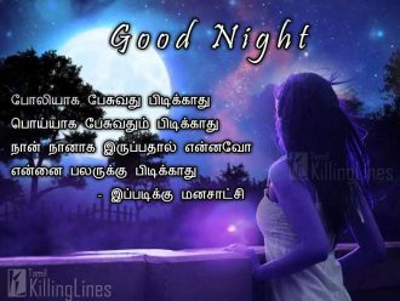 Good Night
போலியாக பேசுவது பிடிக்காது
பொய்யாக பேசுவதும் பிடிக்காது
நான் நானாக இருப்பதால் என்னவோ
என்னை பலருக்கு பிடிக்காது
- இப்படிக்கு மனசாட்சி
Tamil
KillingLines
Tamil
KillingLines